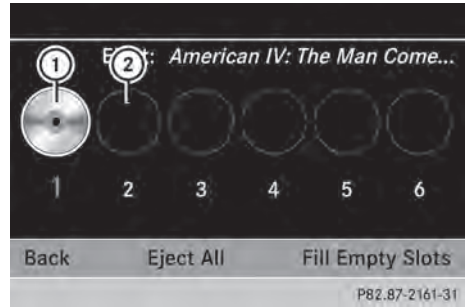 1 2
American IV: The Man Come...
1 2 3 4 5 6
Back Eject All Fill Empty Slots
P82.87-2161-31